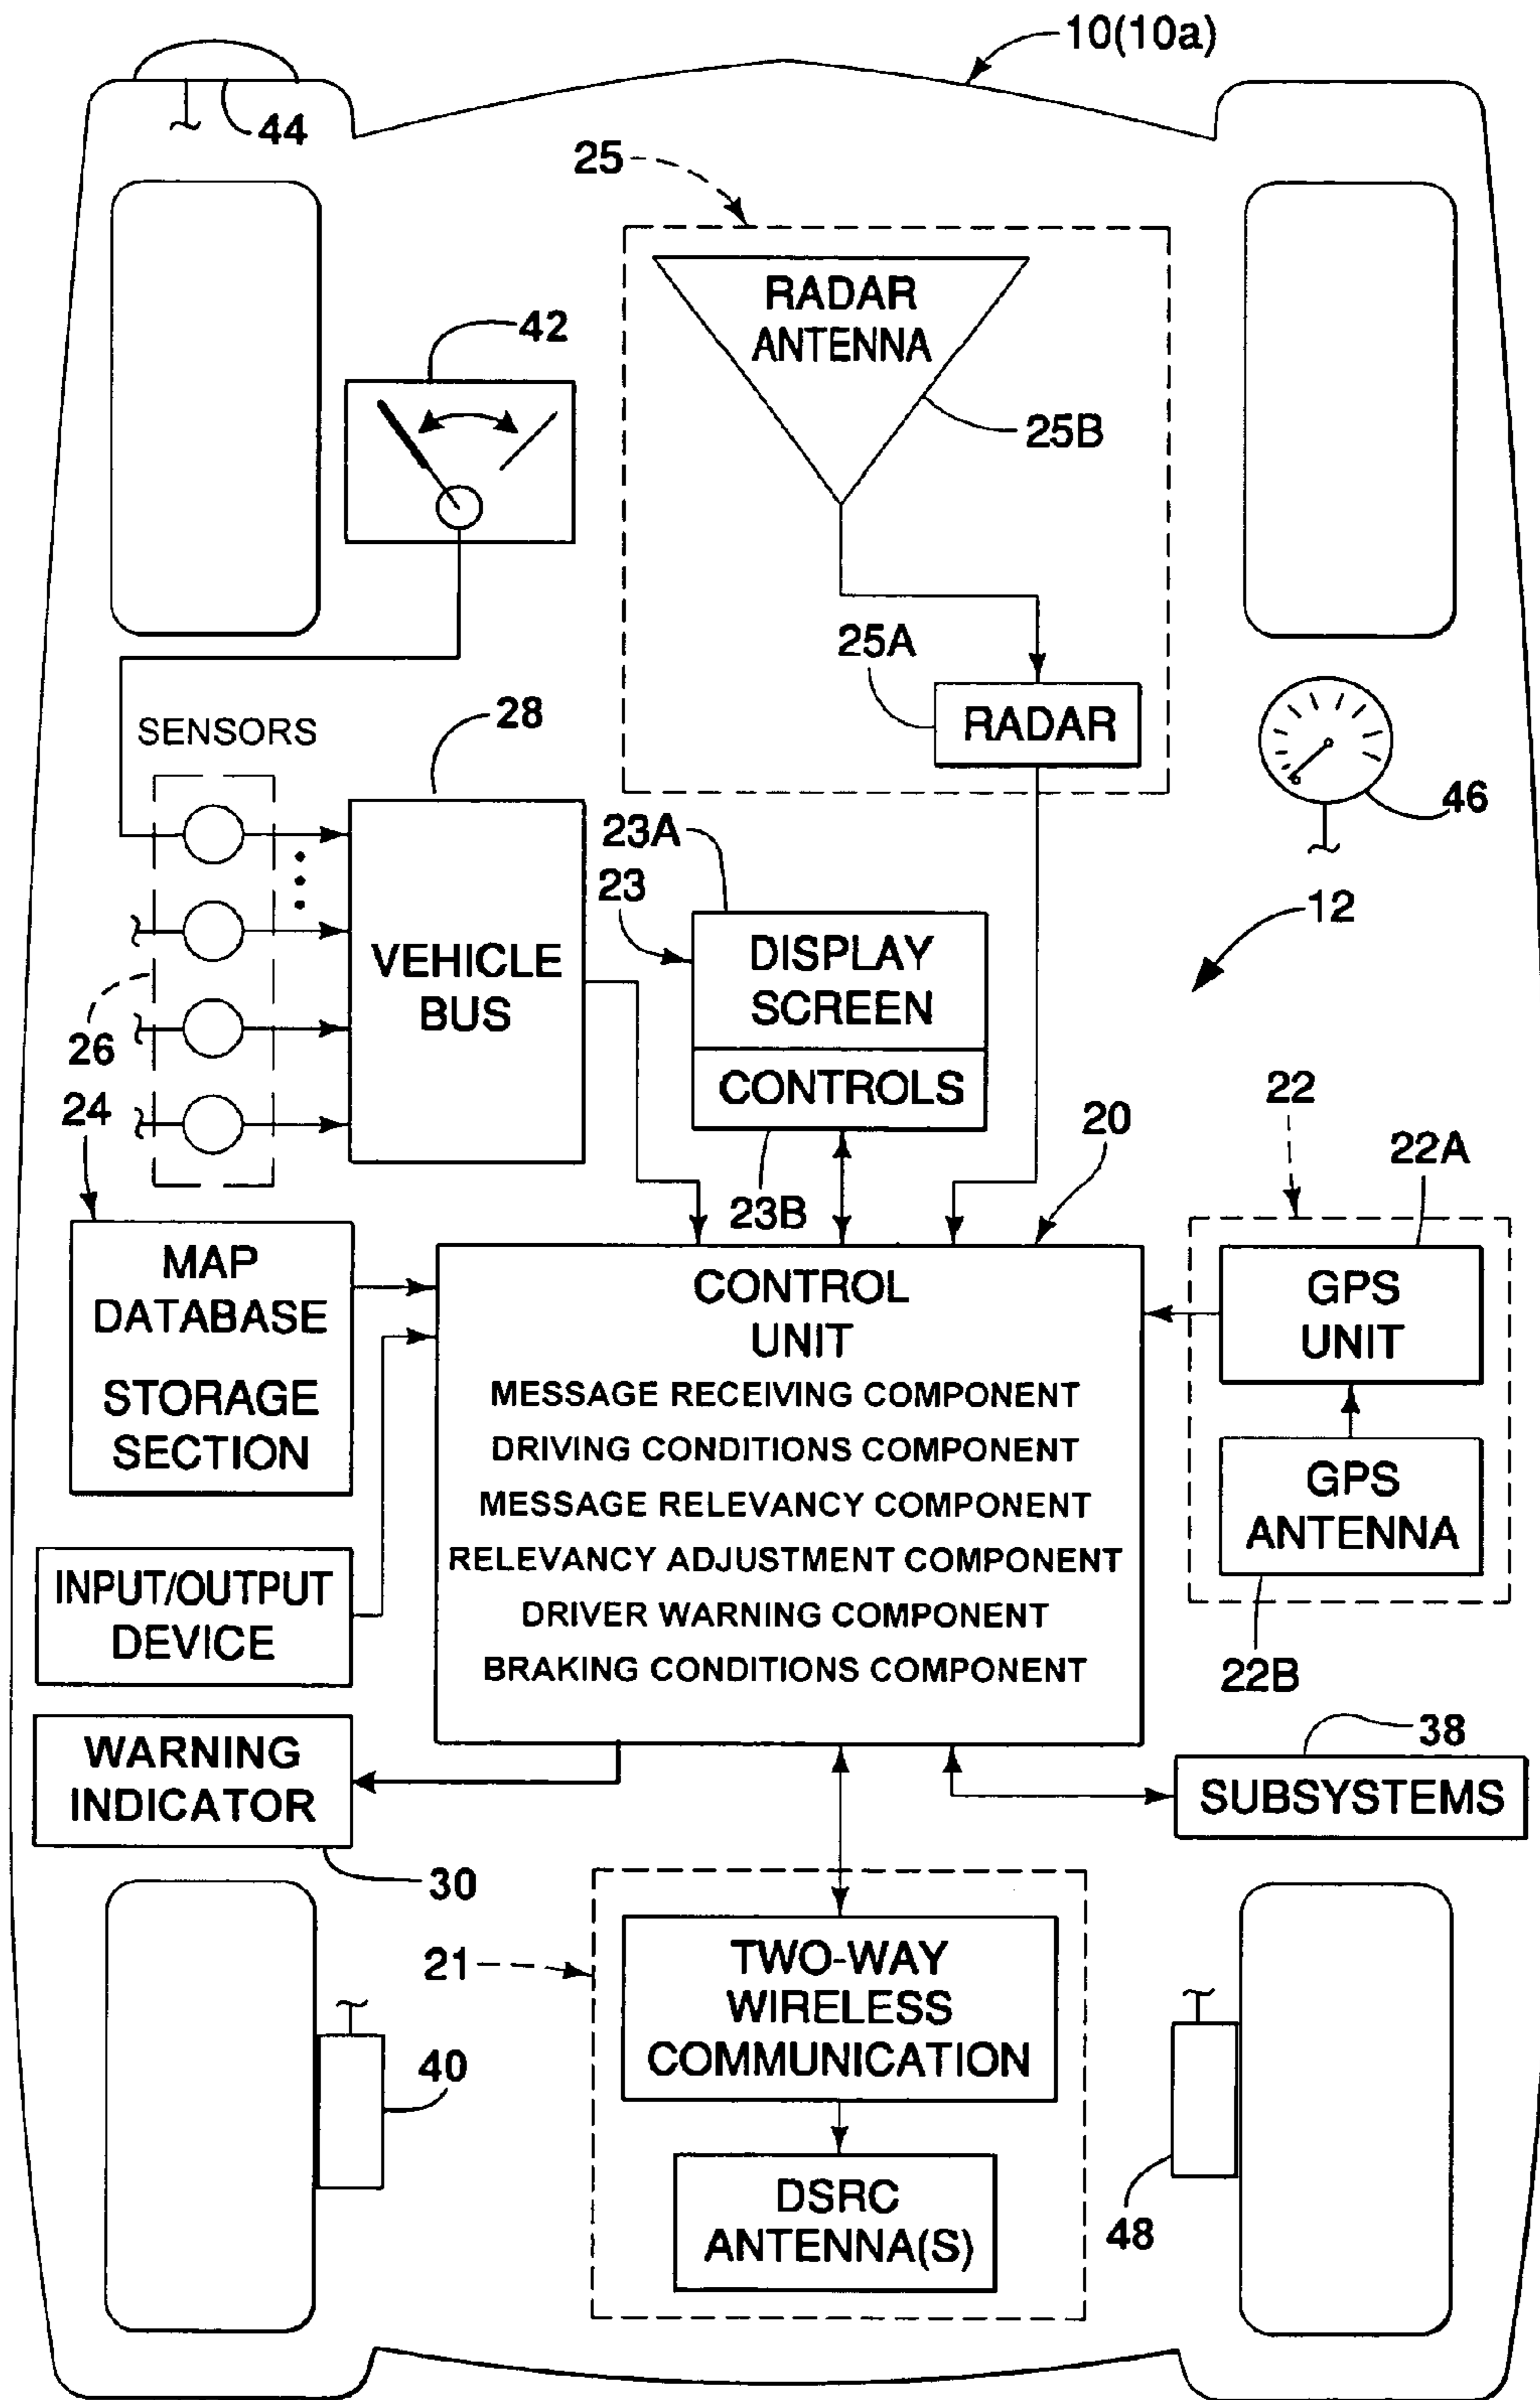 10(10a)
44
25
RADAR
ANTENNA
42
25B
25A
RADAR
SENSORS
28
46
23A
23
12
DISPLAY
SCREEN
VEHICLE
BUS
26
CONTROLS
24
20
22
22A
23B
MAP
DATABASE
STORAGE
SECTION
CONTROL
UNIT
MESSAGE RECEIVING COMPONENT
DRIVING CONDITIONS COMPONENT
MESSAGE RELEVANCY COMPONENT
RELEVANCY ADJUSTMENT COMPONENT
DRIVER WARNING COMPONENT
BRAKING CONDITIONS COMPONENT
GPS
UNIT
GPS
ANTENNA
22B
INPUT/OUTPUT
DEVICE
WARNING
INDICATOR
30
38
SUBSYSTEMS
21
TWO-WAY
WIRELESS
COMMUNICATION
40
DSRC
ANTENNA(S)
48